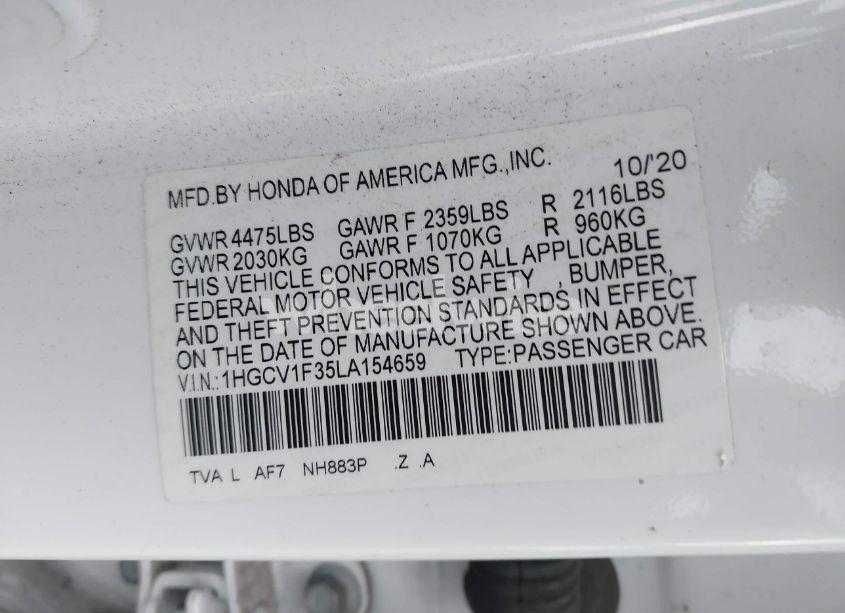 MFD.BY HONDA OF AMERICA MFG.,INC. 10/'20
GVWR 4475LBS GAWR F 2359LBS R 2116LBS
GVWR 2030KG GAWR F 1070KG R 960KG
THIS VEHICLE CONFORMS TO ALL APPLICABLE
FEDERAL MOTOR VEHICLE SAFETY , BUMPER,
AND THEFT PREVENTION STANDARDS IN EFFECT
ON THE DATE OF MANUFACTURE SHOWN ABOVE.
V.I.N.:1HGCV1F35LA154659 TYPE:PASSENGER CAR
TVA L AF7 NH883P .Z .A